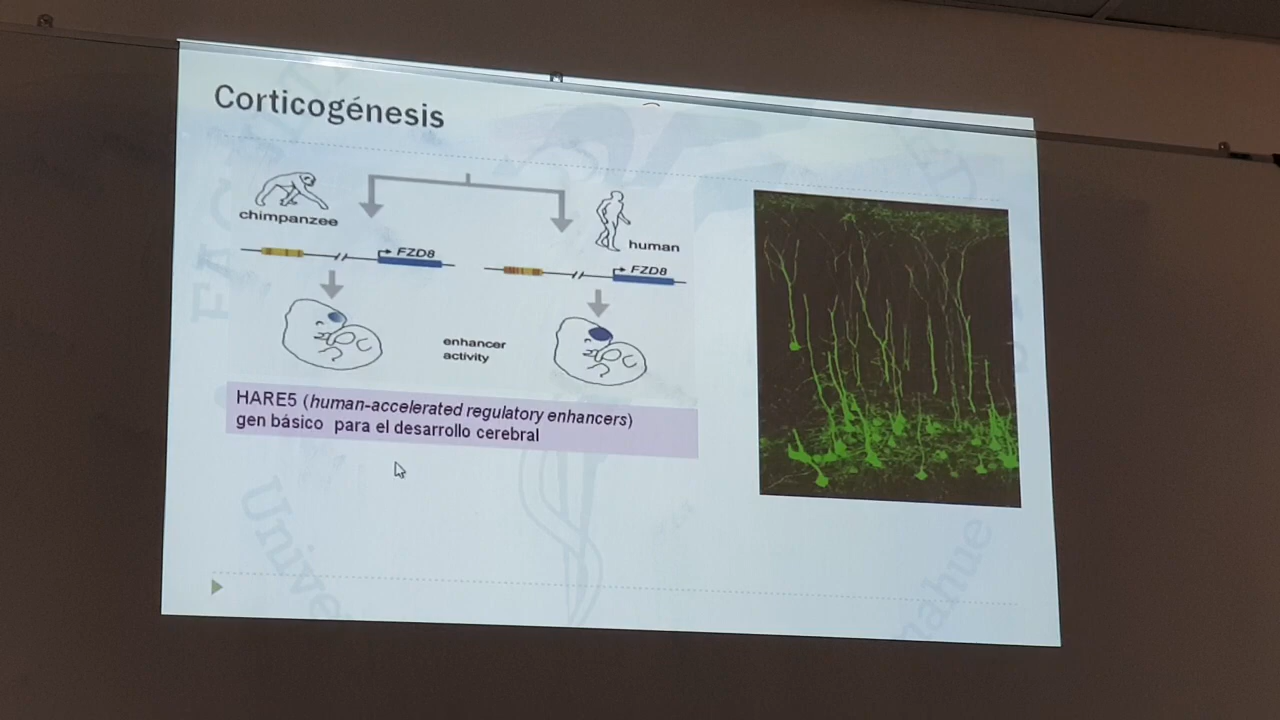 Corticogénesis
chimpanzee
human
FZD8
FZD8
enhancer
activity
HARE5 (human-accelerated regulatory enhancers)
gen básico para el desarrollo cerebral